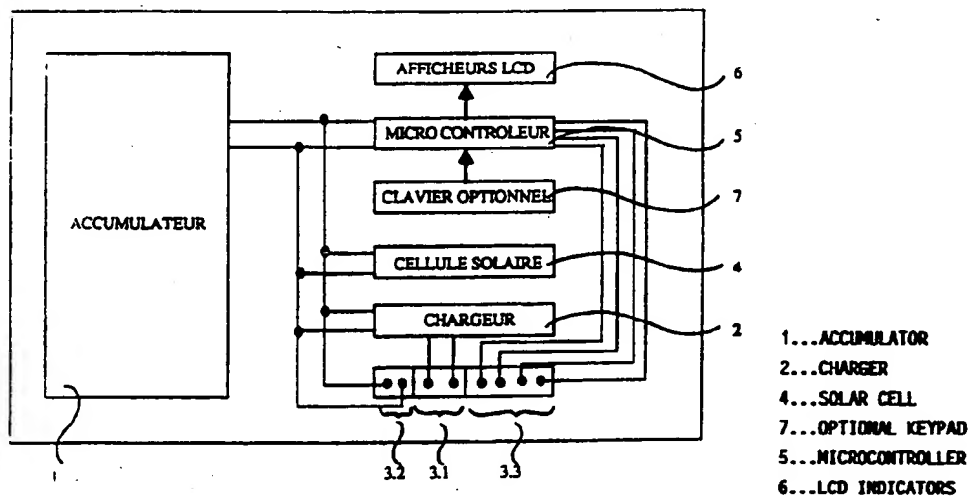 AFFICHEURS LCD
6
MICRO CONTROLEUR
5
CLAVIER OPTIONNEL
7
ACCUMULATEUR
CELLULE SOLAIRE
4
CHARGEUR
2
3.2 3.1 3.3
1
1...ACCUMULATOR
2...CHARGER
4...SOLAR CELL
7...OPTIONAL KEYPAD
5...MICROCONTROLLER
6...LCD INDICATORS